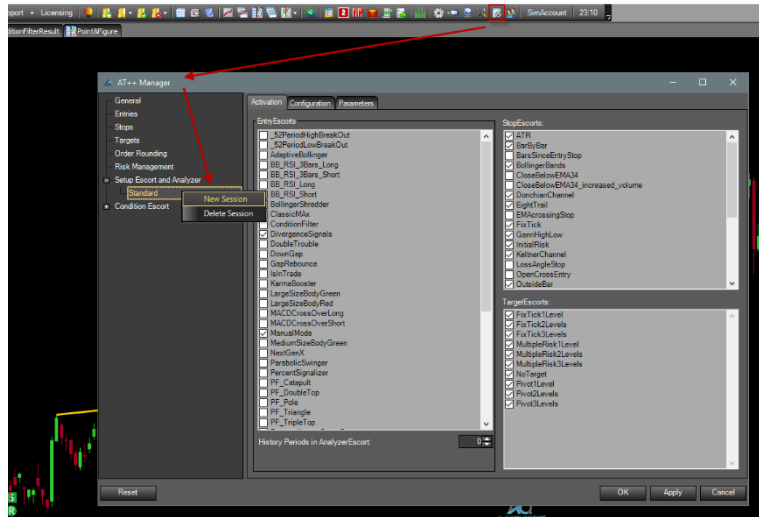 pport
Licensing
SimAccount
23:10
ditionFilterResult
Point&Figure
AT++ Manager
General
Entries
Stops
Targets
Order Rounding
Risk Management
Setup Escort and Analyzer
Standard
Condition Escort
New Session
Delete Session
Activation
Configuration
Parameters
EntryEscorts
_52PeriodHighBreakOut
_52PeriodLowBreakOut
AdaptiveBollinger
BB_RSI_3Bars_Long
BB_RSI_3Bars_Short
BB_RSI_Long
BB_RSI_Short
BollingerShredder
ClassicMAx
ConditionFilter
DivergenceSignals
DoubleTrouble
DownGap
GapRebounce
IsInTrade
KarmaBooster
LargeSizeBodyGreen
LargeSizeBodyRed
MACDCrossOverLong
MACDCrossOverShort
ManualMode
MediumSizeBodyGreen
NextGenX
ParabolicSwinger
PercentSignalizer
PF_Catapult
PF_DoubleTop
PF_Pole
PF_Triangle
PF_TripleTop
History Periods in AnalyzerEscort:
0
StopEscorts:
ATR
BarByBar
BarsSinceEntryStop
BollingerBands
CloseBelowEMA34
CloseBelowEMA34_increased_volume
DonchienChannel
EightTrail
EMAcrossingStop
FixTick
GannHighLow
InitialRisk
KeltnerChannel
LossAngleStop
OpenCrossEntry
OutsideBar
TargetEscorts:
FixTick1Level
FixTick2Levels
FixTick3Levels
MultipleRisk1Level
MultipleRisk2Levels
MultipleRisk3Levels
NoTarget
Pivot1Level
Pivot2Levels
Pivot3Levels
Reset
OK
Apply
Cancel
S
R